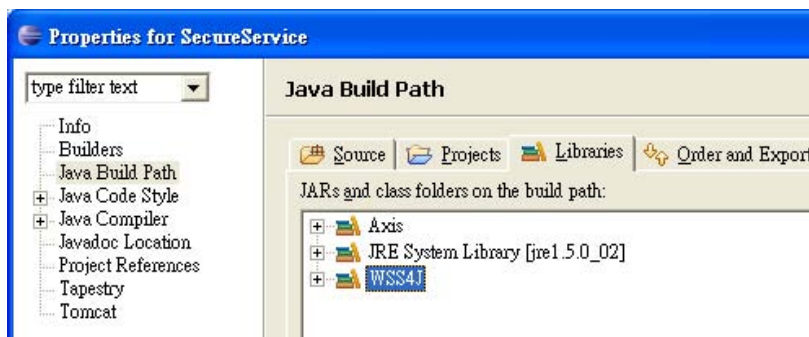 Properties for SecureService
type filter text
Info
Builders
Java Build Path
Java Code Style
Java Compiler
Javadoc Location
Project References
Tapestry
Tomcat
Java Build Path
Source Projects Libraries Order and Export
JARs and class folders on the build path:
Axis
JRE System Library [jre1.5.0_02]
WSS4J